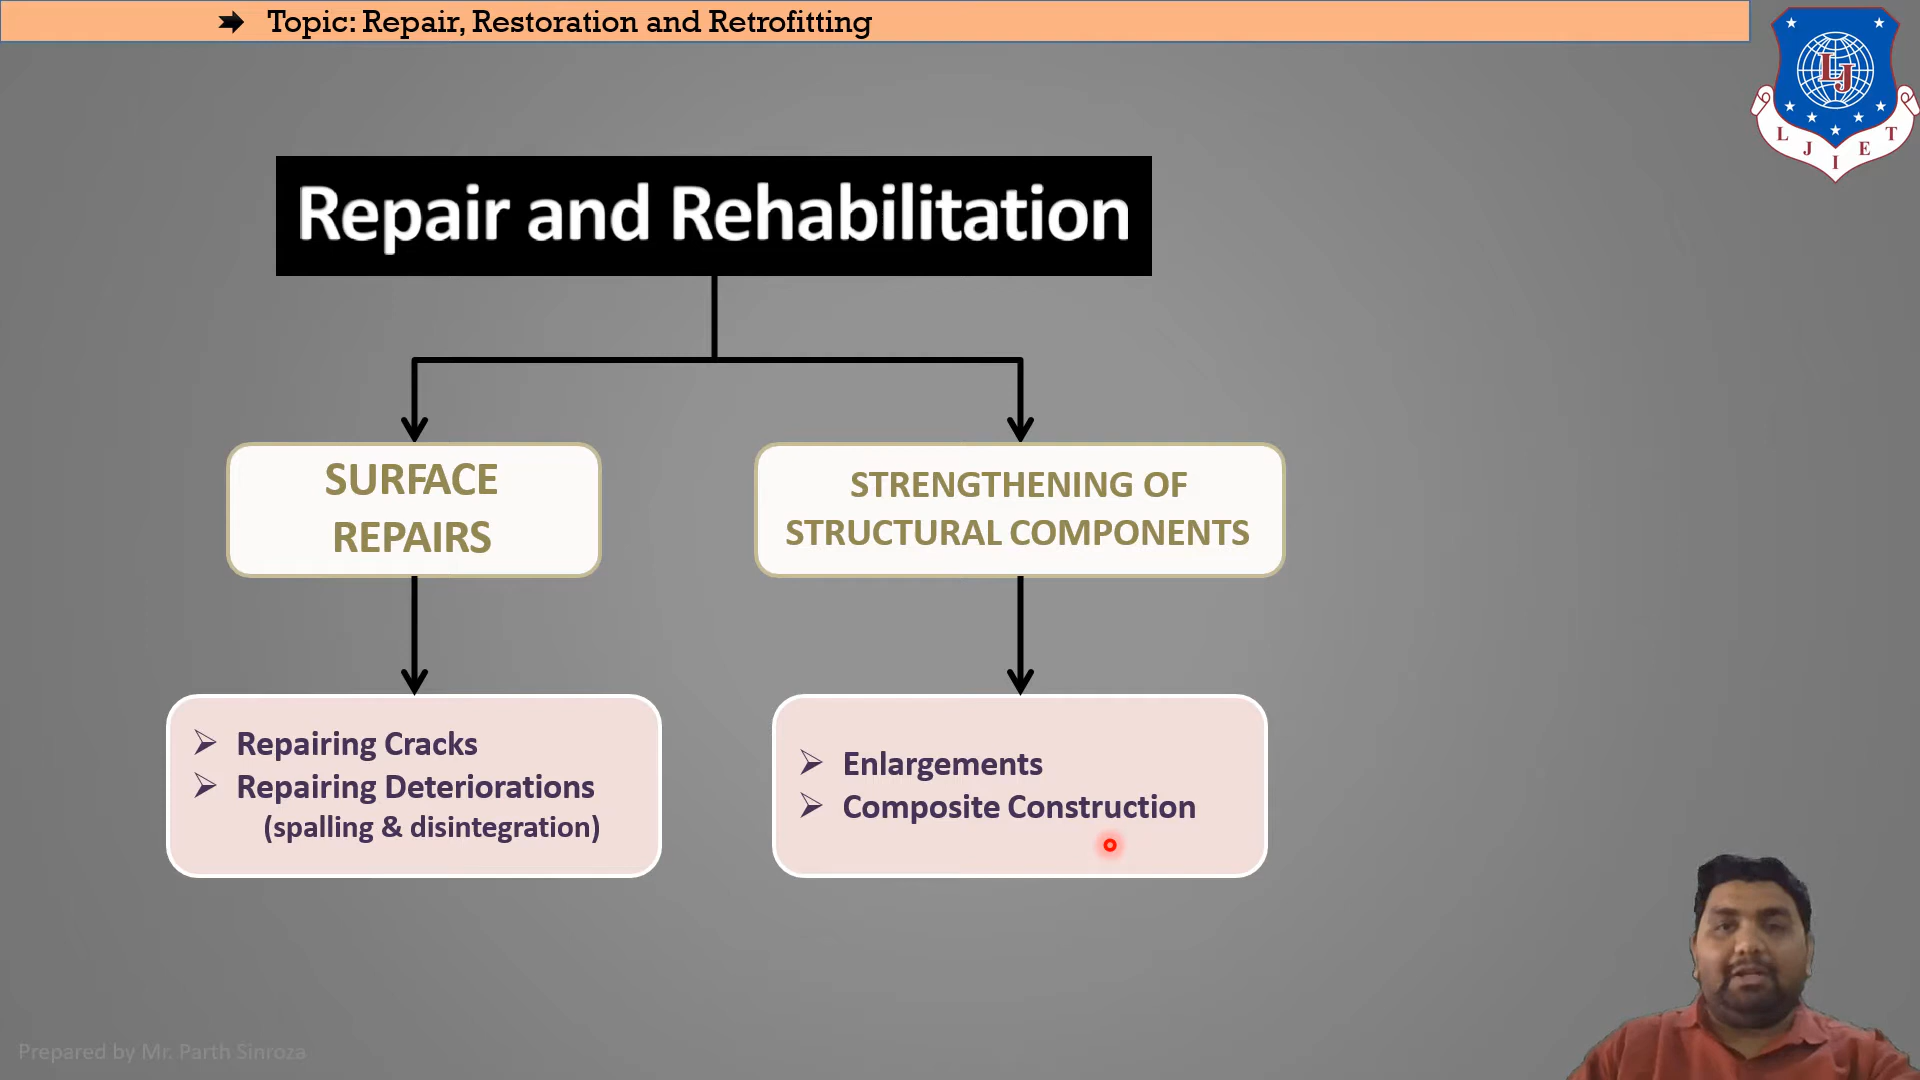 Topic: Repair, Restoration and Retrofitting
LJ
L J I E T
Repair and Rehabilitation
SURFACE
REPAIRS
STRENGTHENING OF
STRUCTURAL COMPONENTS
Repairing Cracks
Repairing Deteriorations
(spalling & disintegration)
Enlargements
Composite Construction
Prepared by Mr. Parth Sinroza